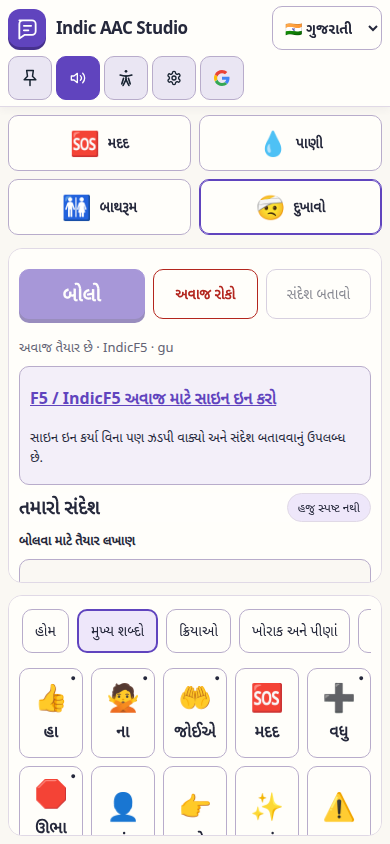 Indic AAC Studio
🇮🇳 ગુજરાતી
🆘 મદદ
પાણી
બાથરૂમ
દુખાવો
બોલો
અવાજ રોકો
સંદેશ બતાવો
અવાજ તૈયાર છે · IndicF5 · gu
F5 / IndicF5 અવાજ માટે સાઇન ઇન કરો
સાઇન ઇન કર્યા વિના પણ ઝડપી વાક્યો અને સંદેશ બતાવવાનું ઉપલબ્ધ
છે.
તમારો સંદેશ
હજુ સ્પષ્ટ નથી
બોલવા માટે તૈયાર લખાણ
હોમ
મુખ્ય શબ્દો
ક્રિયાઓ
ખોરાક અને પીણાં
હા
ના
જોઈએ
🆘 મદદ
વધુ
ઊભા